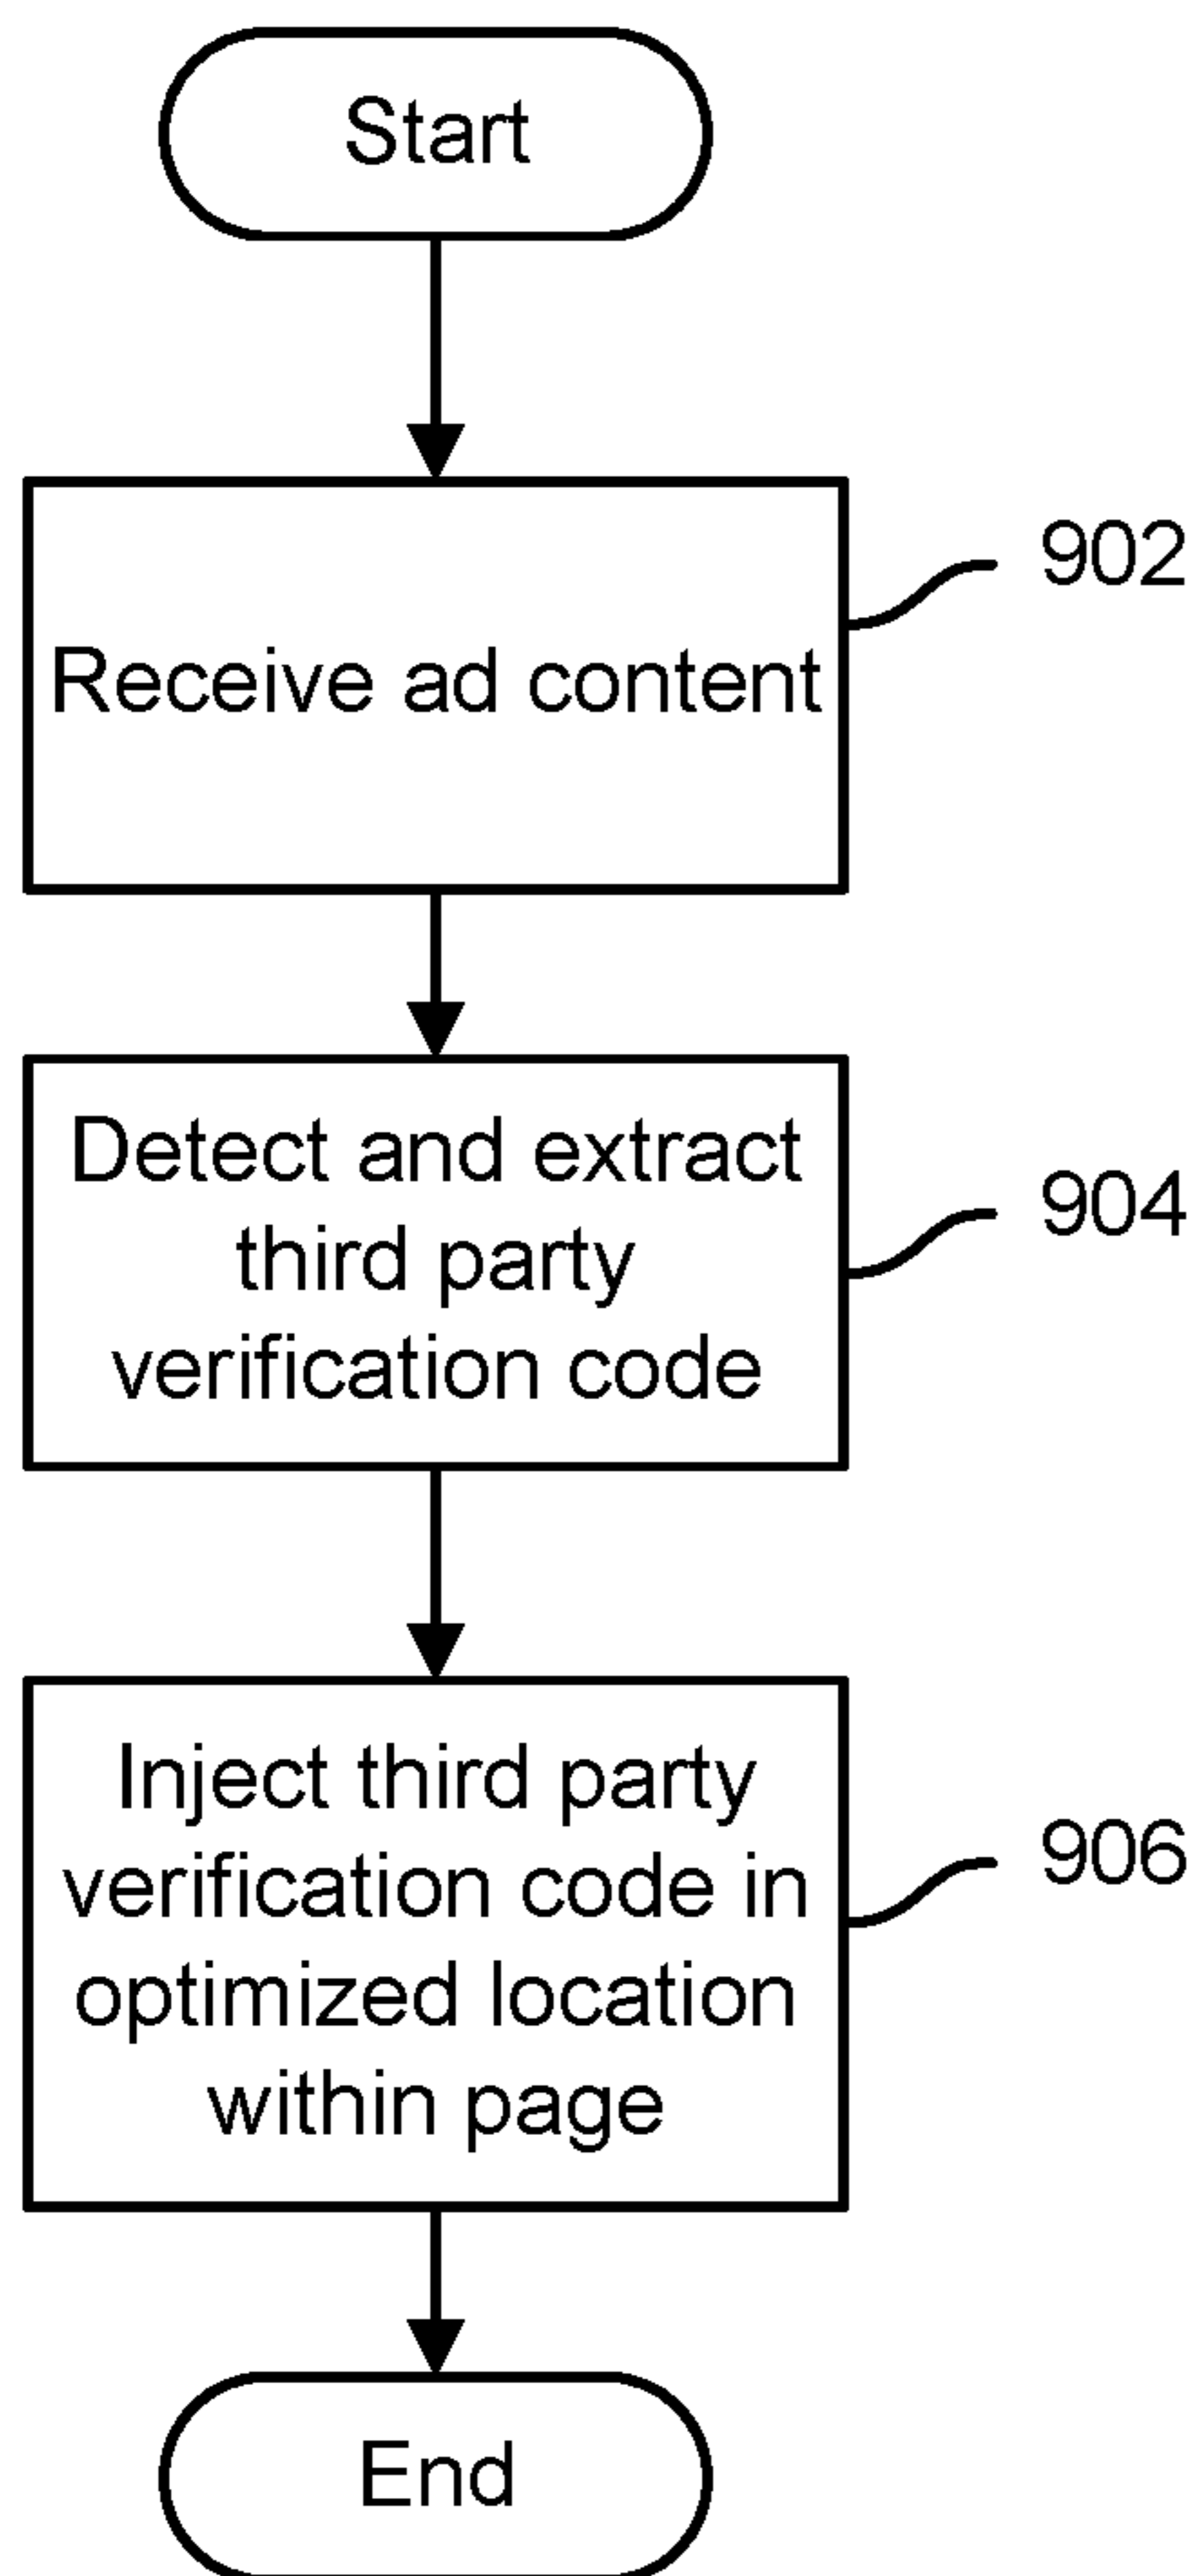 Start
902
Receive ad content
Detect and extract
904
third party
verification code
Inject third party
906
verification code in
optimized location
within page
End